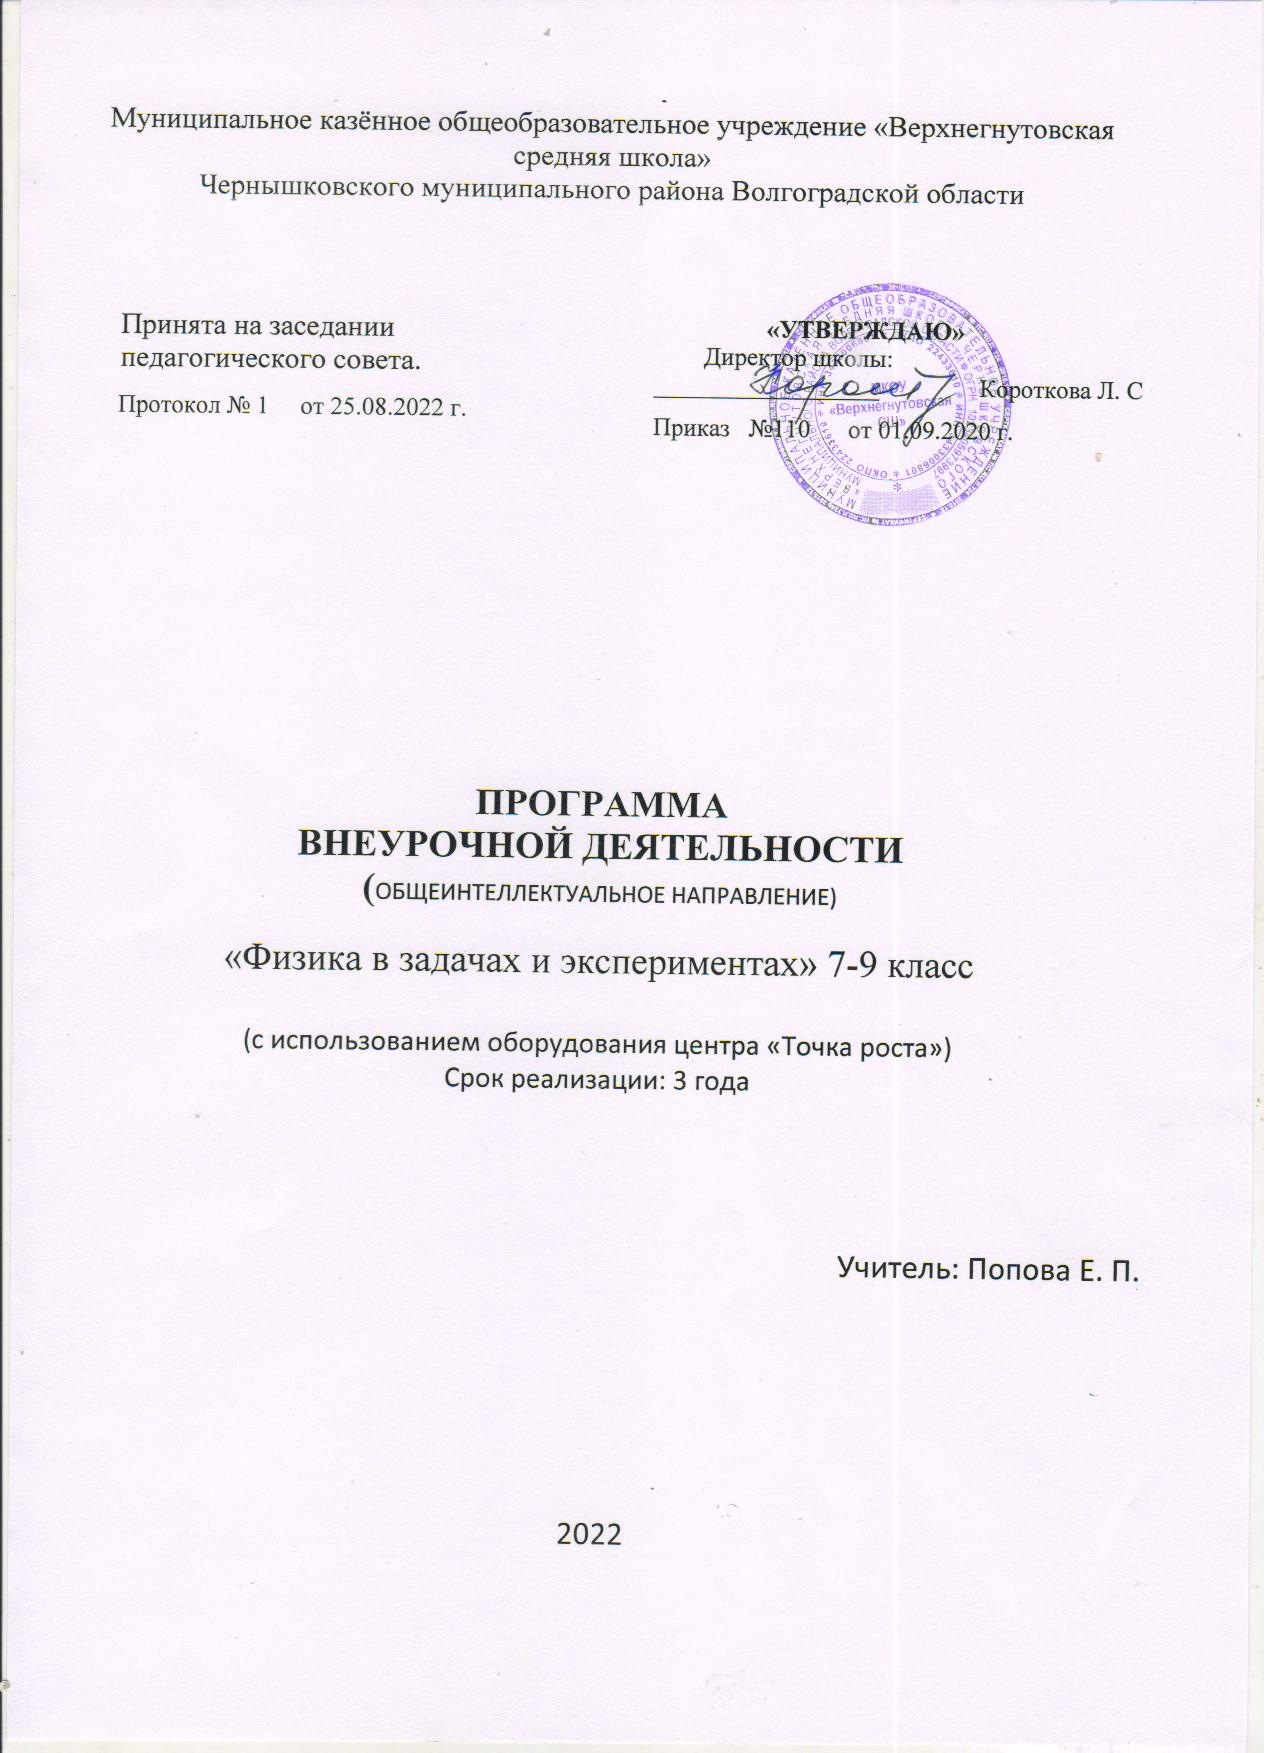 Муниципальное казённое общеобразовательное учреждение «Верхнегнутовская
средняя школа»
Чернышковского муниципального района Волгоградской области
Принята на заседании
педагогического совета.
Протокол № 1 от 25.08.2022 г.
«УТВЕРЖДАЮ»
Директор школы:
Короткова Л. С
Приказ №110 от 01.09.2020 г.
МКОУ
«Верхнегнутовская
СШ»
ПРОГРАММА
ВНЕУРОЧНОЙ ДЕЯТЕЛЬНОСТИ
(ОБЩЕИНТЕЛЛЕКТУАЛЬНОЕ НАПРАВЛЕНИЕ)
«Физика в задачах и экспериментах» 7-9 класс
(с использованием оборудования центра «Точка роста»)
Срок реализации: 3 года
Учитель: Попова Е. П.
2022